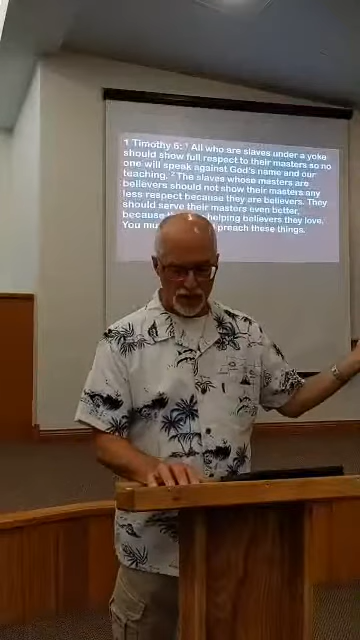 1 Timothy 6: 1 All who are slaves under a yoke
should show full respect to their masters so no
one will speak against God's name and our
teaching. 2 The slaves whose masters are
believers should not show their masters any
less respect because they are believers. They
should serve their masters even better,
because helping believers they love.
You preach these things.